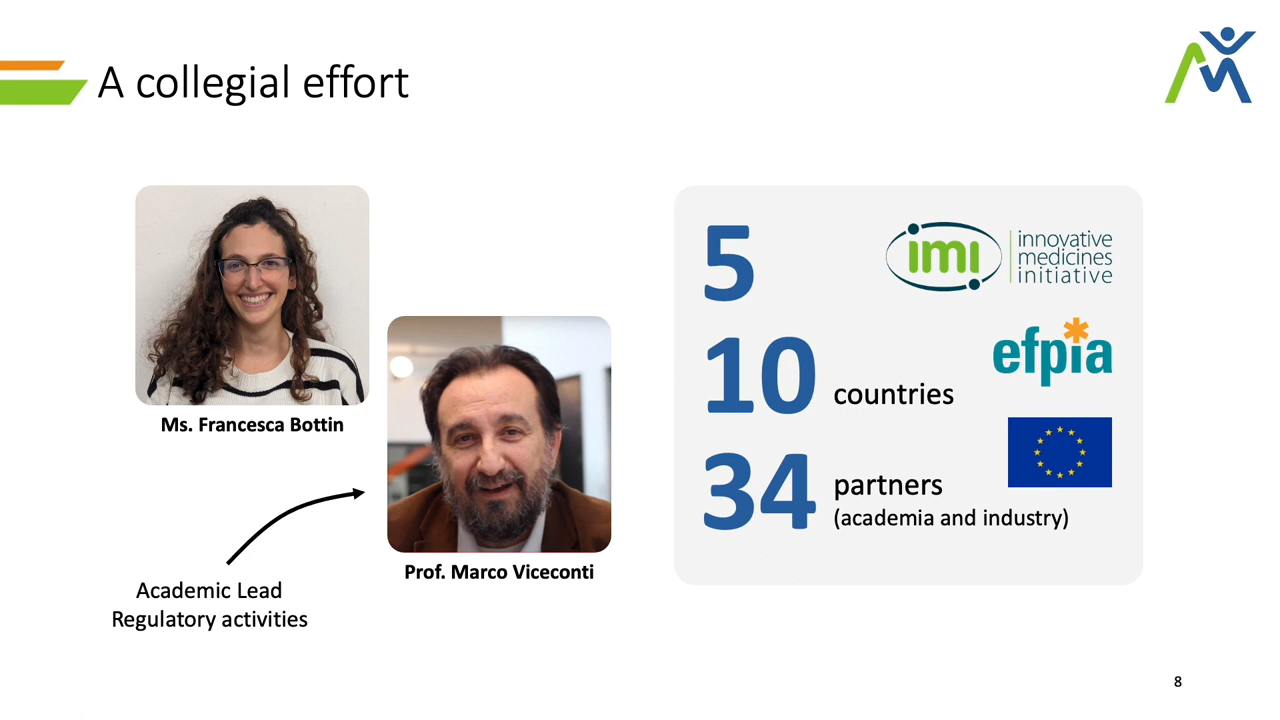 A collegial effort
Ms. Francesca Bottin
Prof. Marco Viceconti
Academic Lead
Regulatory activities
5
imi
innovative
medicines
initiative
10 countries
efpia
34 partners
(academia and industry)
8